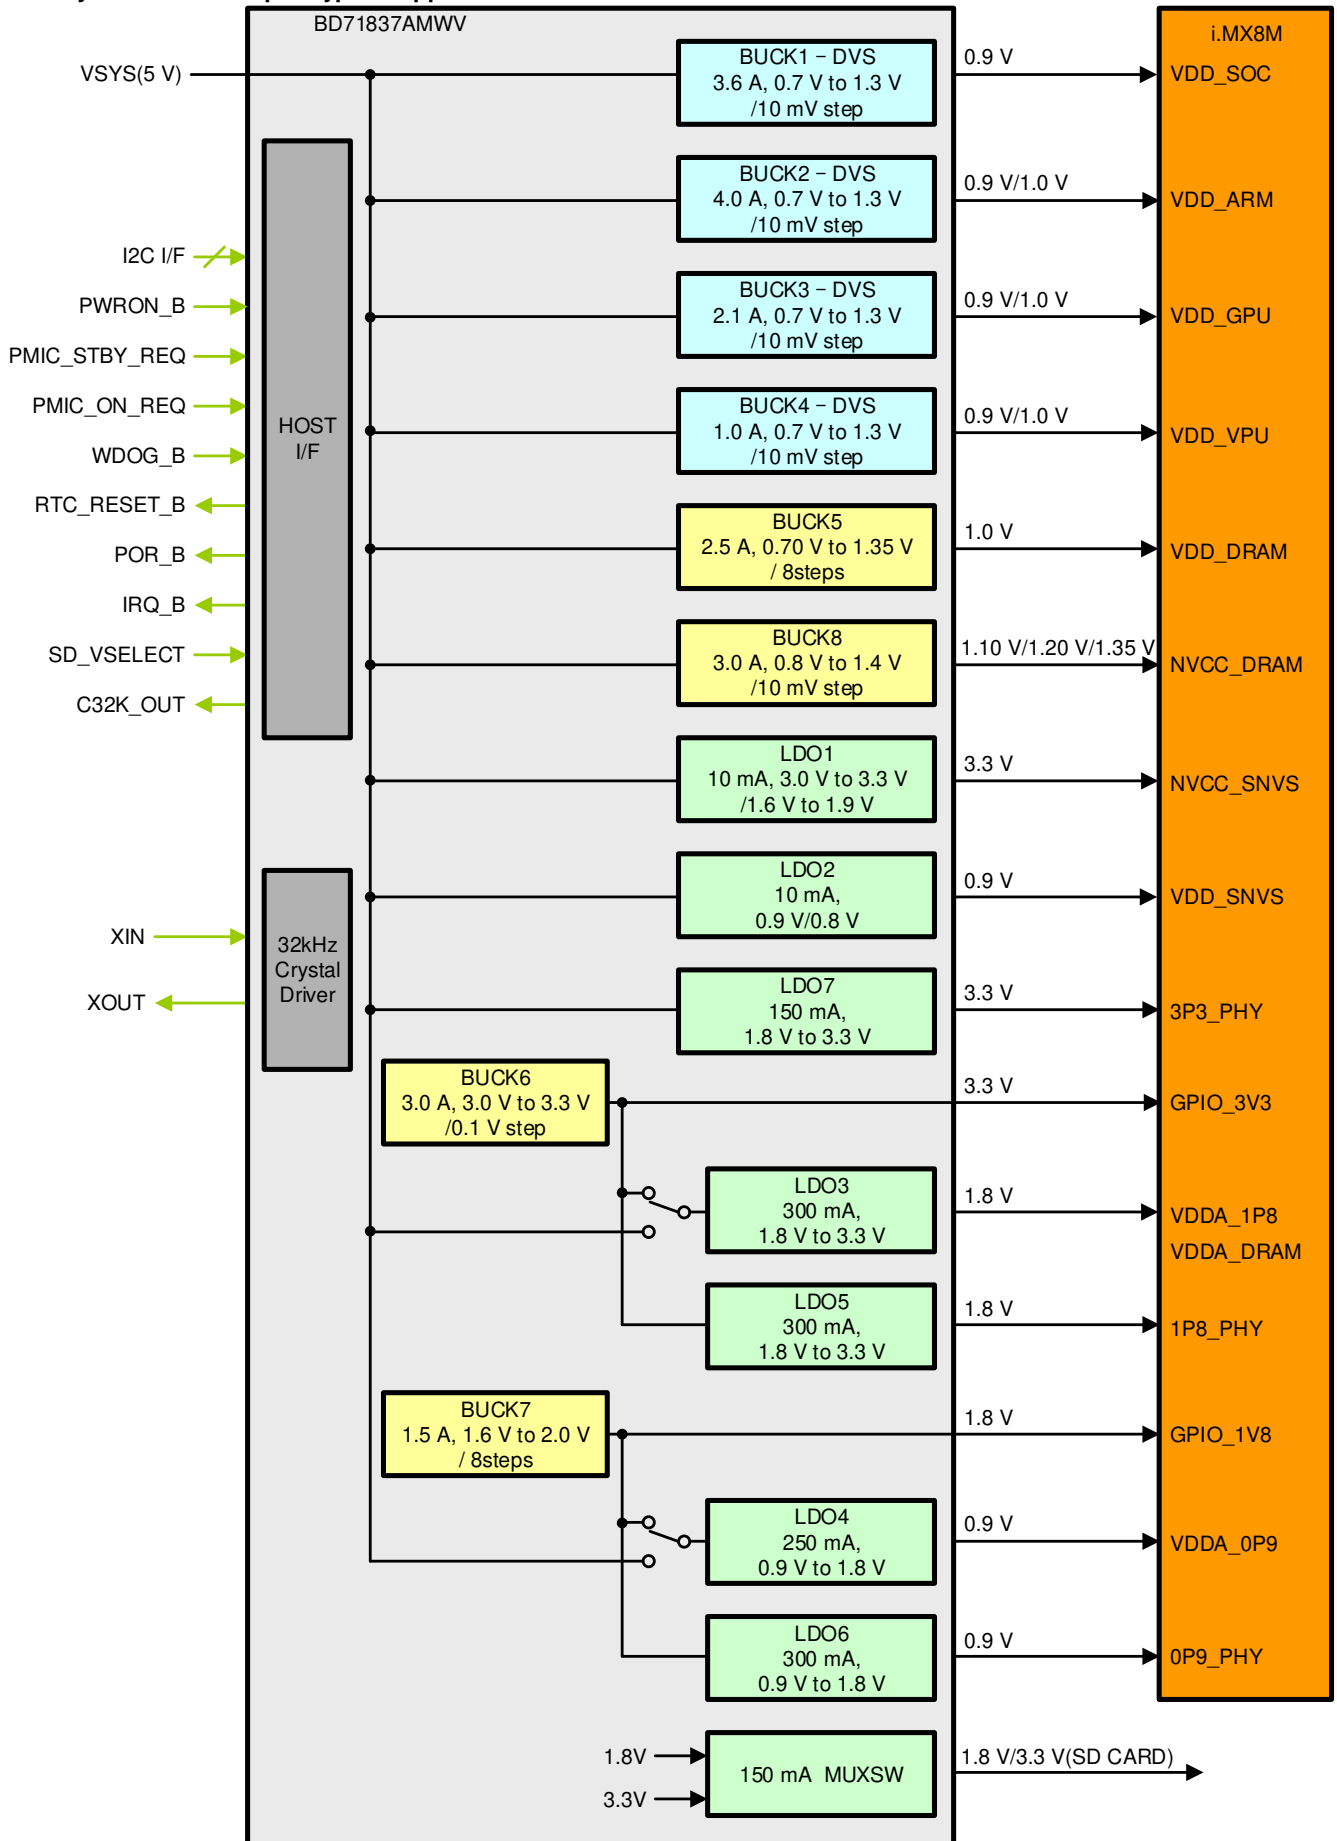 BD71837AMWV
i.MX8M
VSYS(5 V)
BUCK1 – DVS
3.6 A, 0.7 V to 1.3 V
/10 mV step
0.9 V
VDD_SOC
BUCK2 – DVS
4.0 A, 0.7 V to 1.3 V
/10 mV step
0.9 V/1.0 V
VDD_ARM
I2C I/F
PWRON_B
PMIC_STBY_REQ
PMIC_ON_REQ
WDOG_B
RTC_RESET_B
POR_B
IRQ_B
SD_VSELECT
C32K_OUT
HOST
I/F
BUCK3 – DVS
2.1 A, 0.7 V to 1.3 V
/10 mV step
0.9 V/1.0 V
VDD_GPU
BUCK4 – DVS
1.0 A, 0.7 V to 1.3 V
/10 mV step
0.9 V/1.0 V
VDD_VPU
BUCK5
2.5 A, 0.70 V to 1.35 V
/ 8steps
1.0 V
VDD_DRAM
BUCK8
3.0 A, 0.8 V to 1.4 V
/10 mV step
1.10 V/1.20 V/1.35 V
NVCC_DRAM
LDO1
10 mA, 3.0 V to 3.3 V
/1.6 V to 1.9 V
3.3 V
NVCC_SNVS
LDO2
10 mA,
0.9 V/0.8 V
0.9 V
VDD_SNVS
XIN
XOUT
32kHz
Crystal
Driver
LDO7
150 mA,
1.8 V to 3.3 V
3.3 V
3P3_PHY
BUCK6
3.0 A, 3.0 V to 3.3 V
/0.1 V step
3.3 V
GPIO_3V3
LDO3
300 mA,
1.8 V to 3.3 V
1.8 V
VDDA_1P8
VDDA_DRAM
LDO5
300 mA,
1.8 V to 3.3 V
1.8 V
1P8_PHY
BUCK7
1.5 A, 1.6 V to 2.0 V
/ 8steps
1.8 V
GPIO_1V8
LDO4
250 mA,
0.9 V to 1.8 V
0.9 V
VDDA_0P9
LDO6
300 mA,
0.9 V to 1.8 V
0.9 V
0P9_PHY
1.8V
3.3V
150 mA MUXSW
1.8 V/3.3 V(SD CARD)